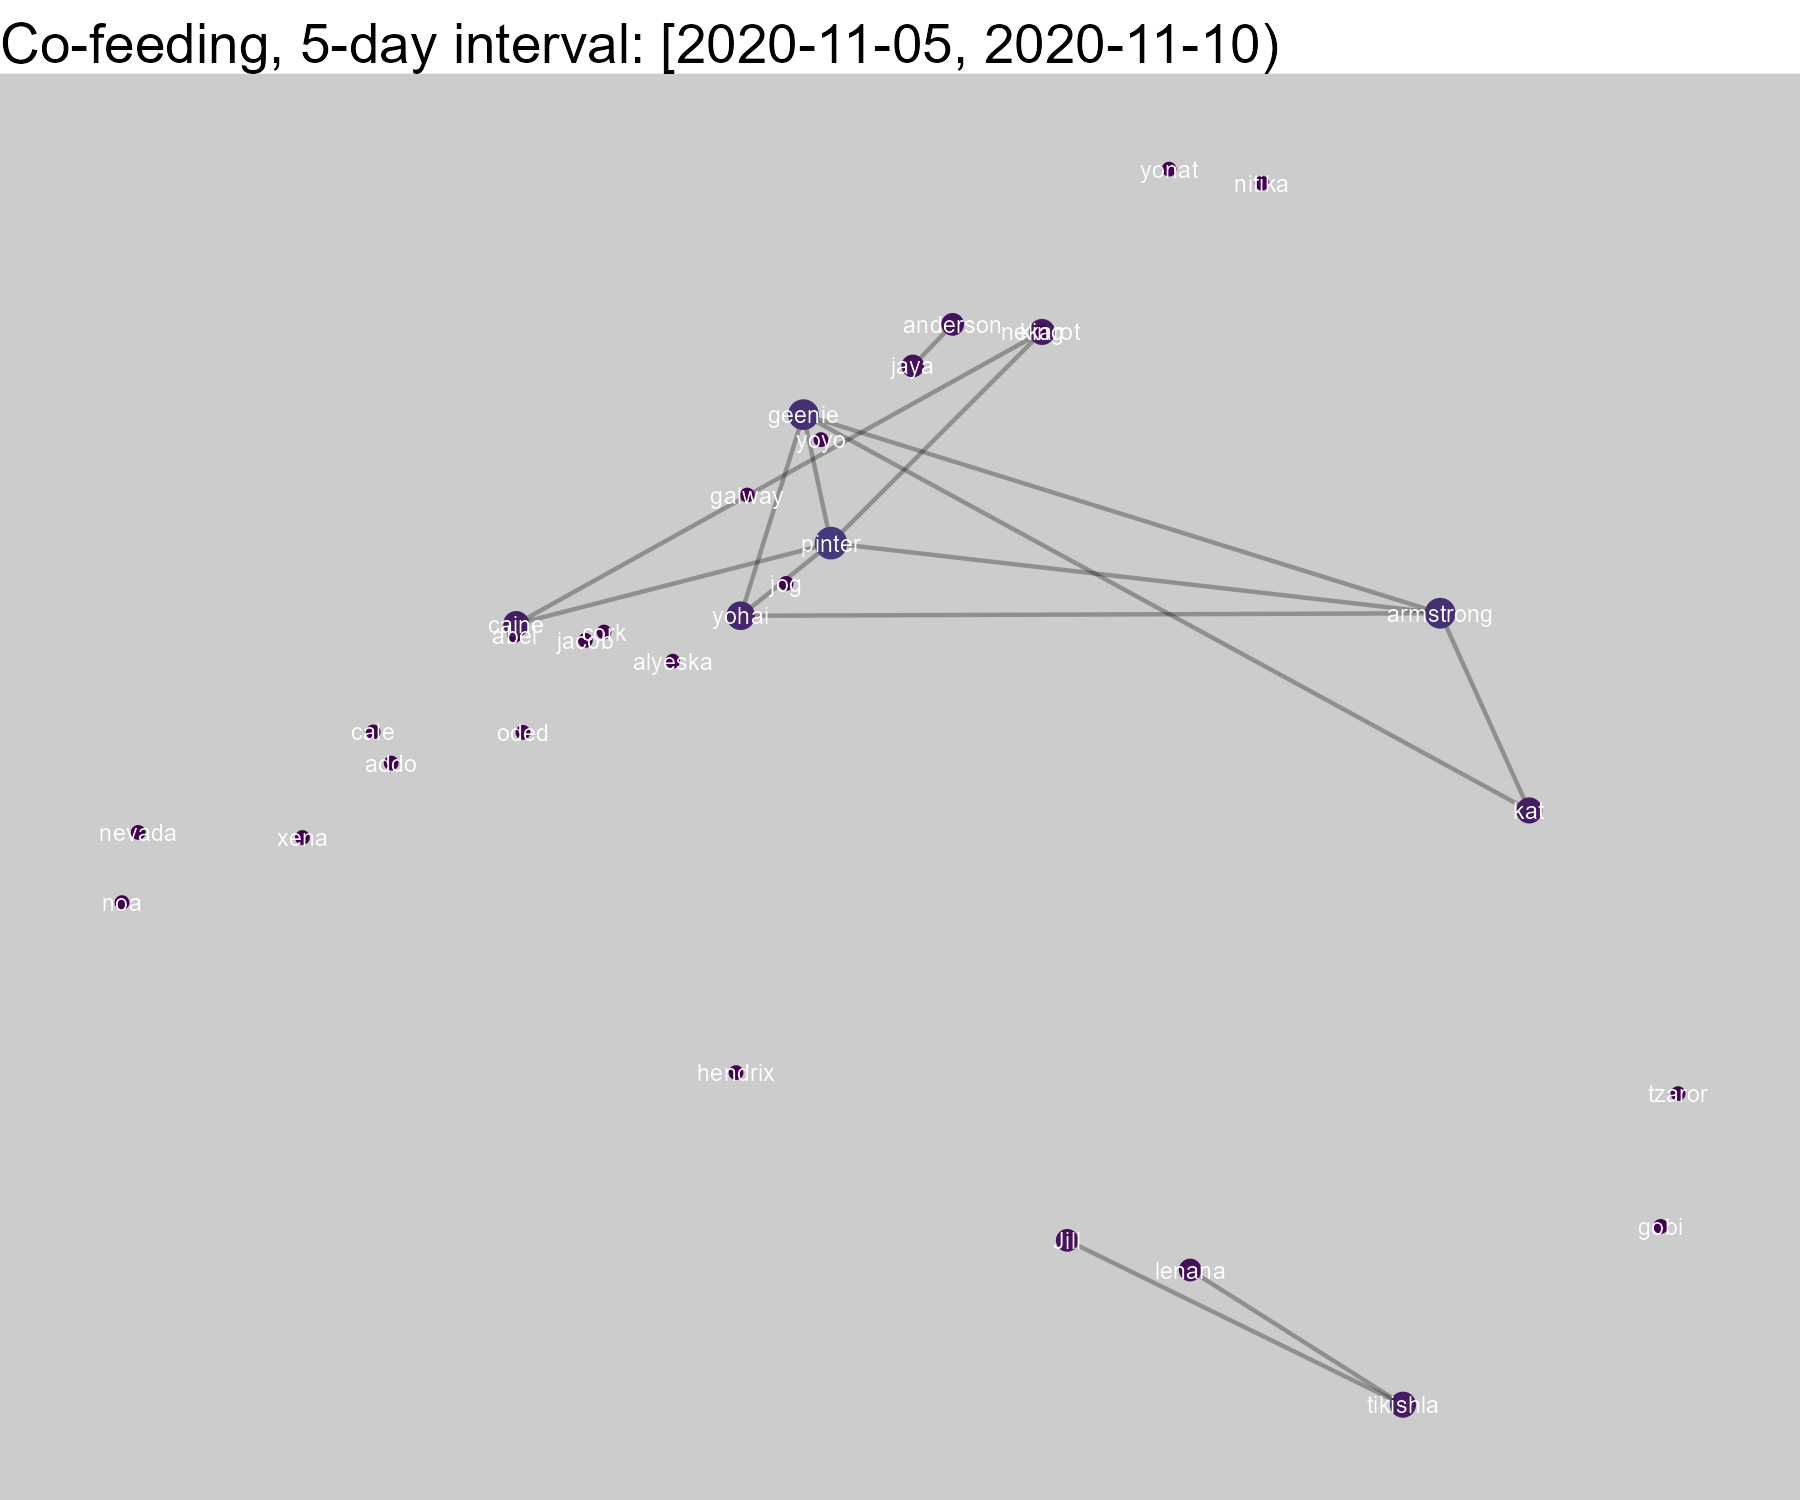 Co-feeding, 5-day interval: [2020-11-05, 2020-11-10)
yonat
nitika
anderson
jaya
geenie
yoyo
galway
pinter
jog
yohai
armstrong
caine
abel
cork
jacob
alyeska
cale
oded
addo
kat
nevada
xena
noa
hendrix
tzaror
gobi
Jill
lenana
tikishla